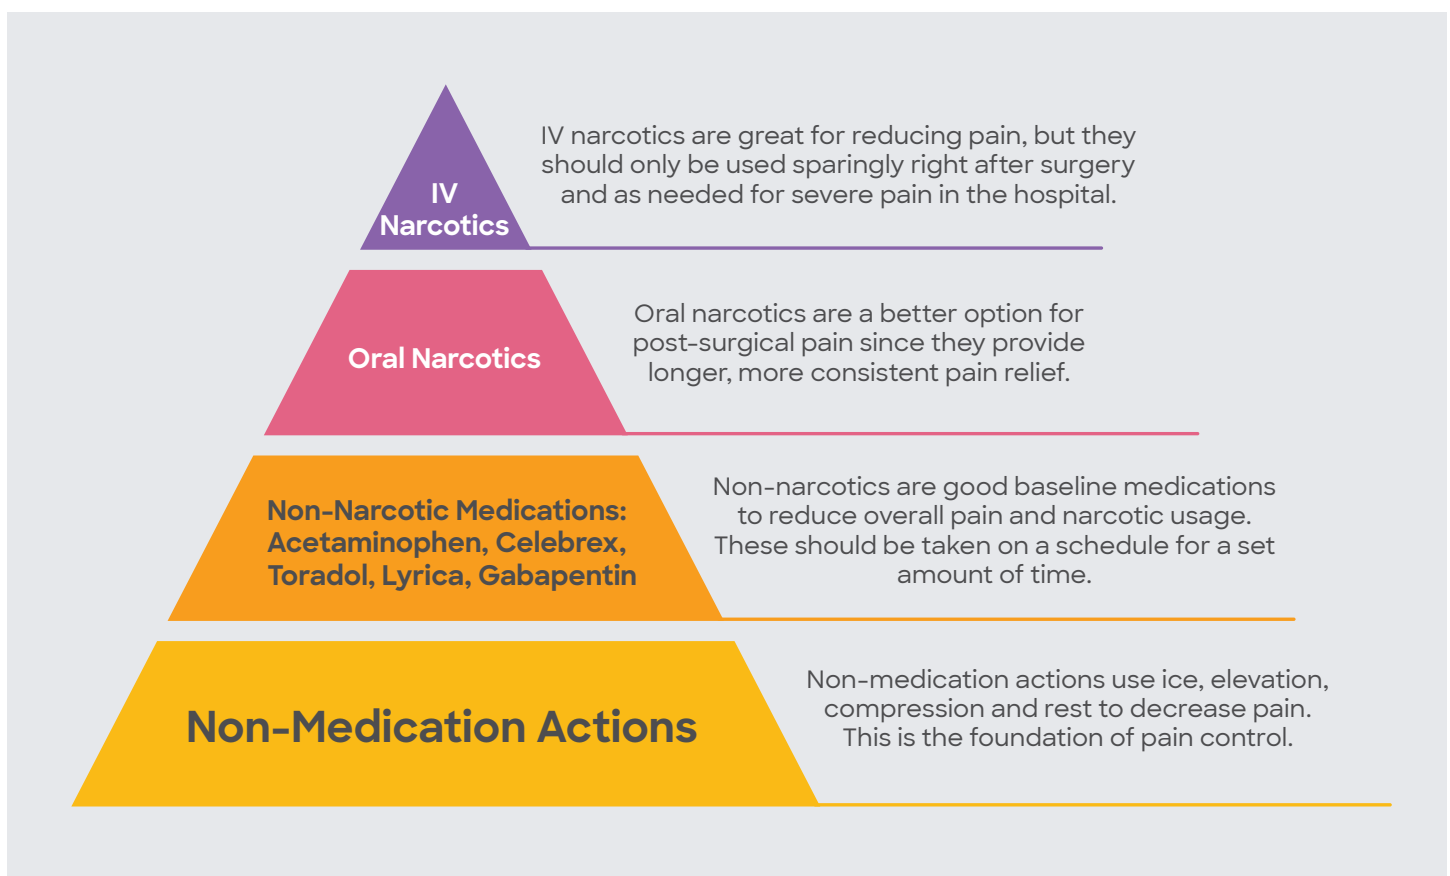 IV
Narcotics
IV narcotics are great for reducing pain, but they
should only be used sparingly right after surgery
and as needed for severe pain in the hospital.
Oral Narcotics
Oral narcotics are a better option for
post-surgical pain since they provide
longer, more consistent pain relief.
Non-Narcotic Medications:
Acetaminophen, Celebrex,
Toradol, Lyrica, Gabapentin
Non-narcotics are good baseline medications
to reduce overall pain and narcotic usage.
These should be taken on a schedule for a set
amount of time.
Non-Medication Actions
Non-medication actions use ice, elevation,
compression and rest to decrease pain.
This is the foundation of pain control.